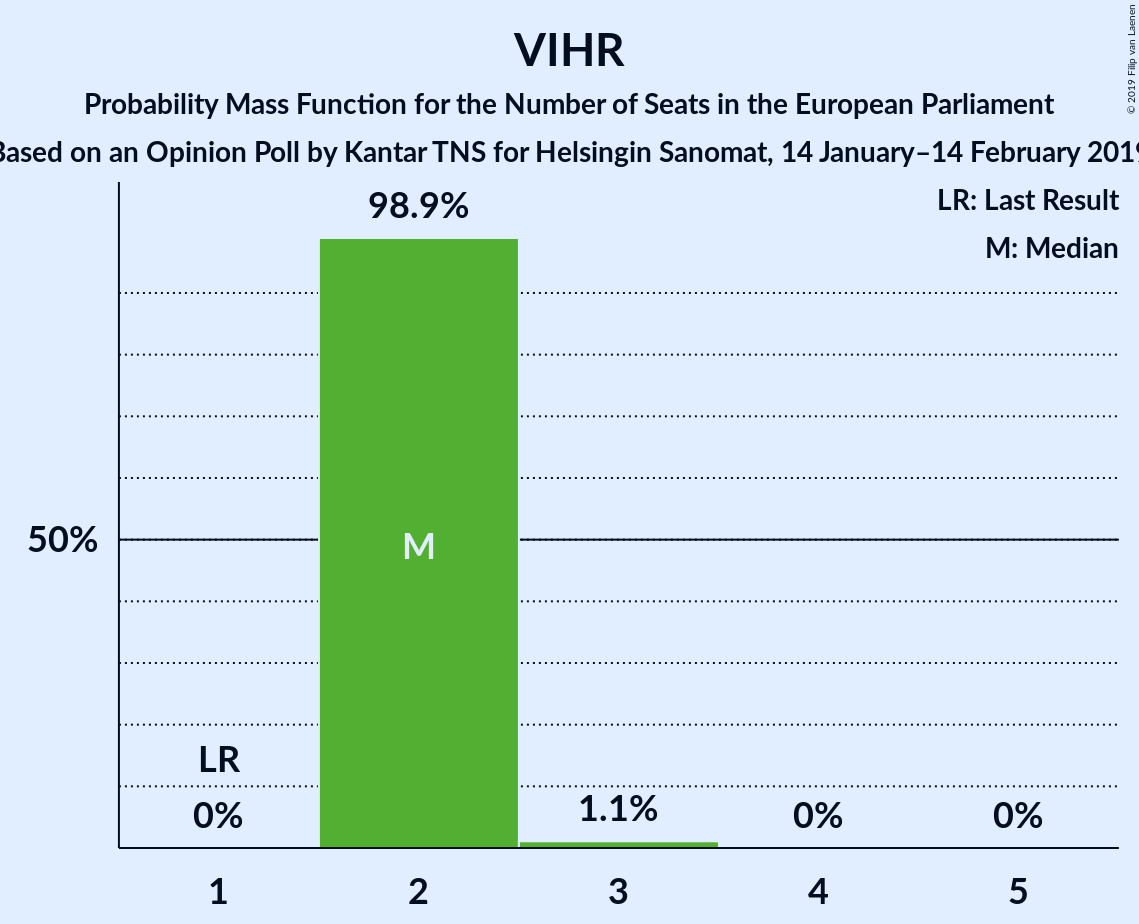 VIHR
Probability Mass Function for the Number of Seats in the European Parliament
Based on an Opinion Poll by Kantar TNS for Helsingin Sanomat, 14 January–14 February 2019
© 2019 Filip van Laenen
LR: Last Result
M: Median
98.9%
50%
M
LR
0%
1.1%
0%
0%
1
2
3
4
5